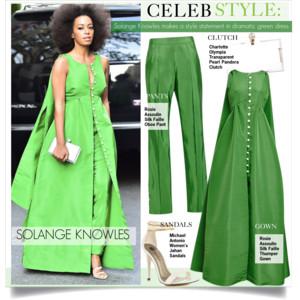 CELEB STYLE:
Solange Knowles makes a style statement in dramatic green dress
CLUTCH
Charlotte
Olympia
Transparent
Pearl Pandora
Clutch
PANTS
Rosie
Assoulin
Silk Faille
Oboe Pant
SANDALS
Michael
Antonio
Women's
Jahan
Sandals
GOWN
Rosie
Assoulin
Silk Faille
Thumper
Gown
SOLANGE KNOWLES